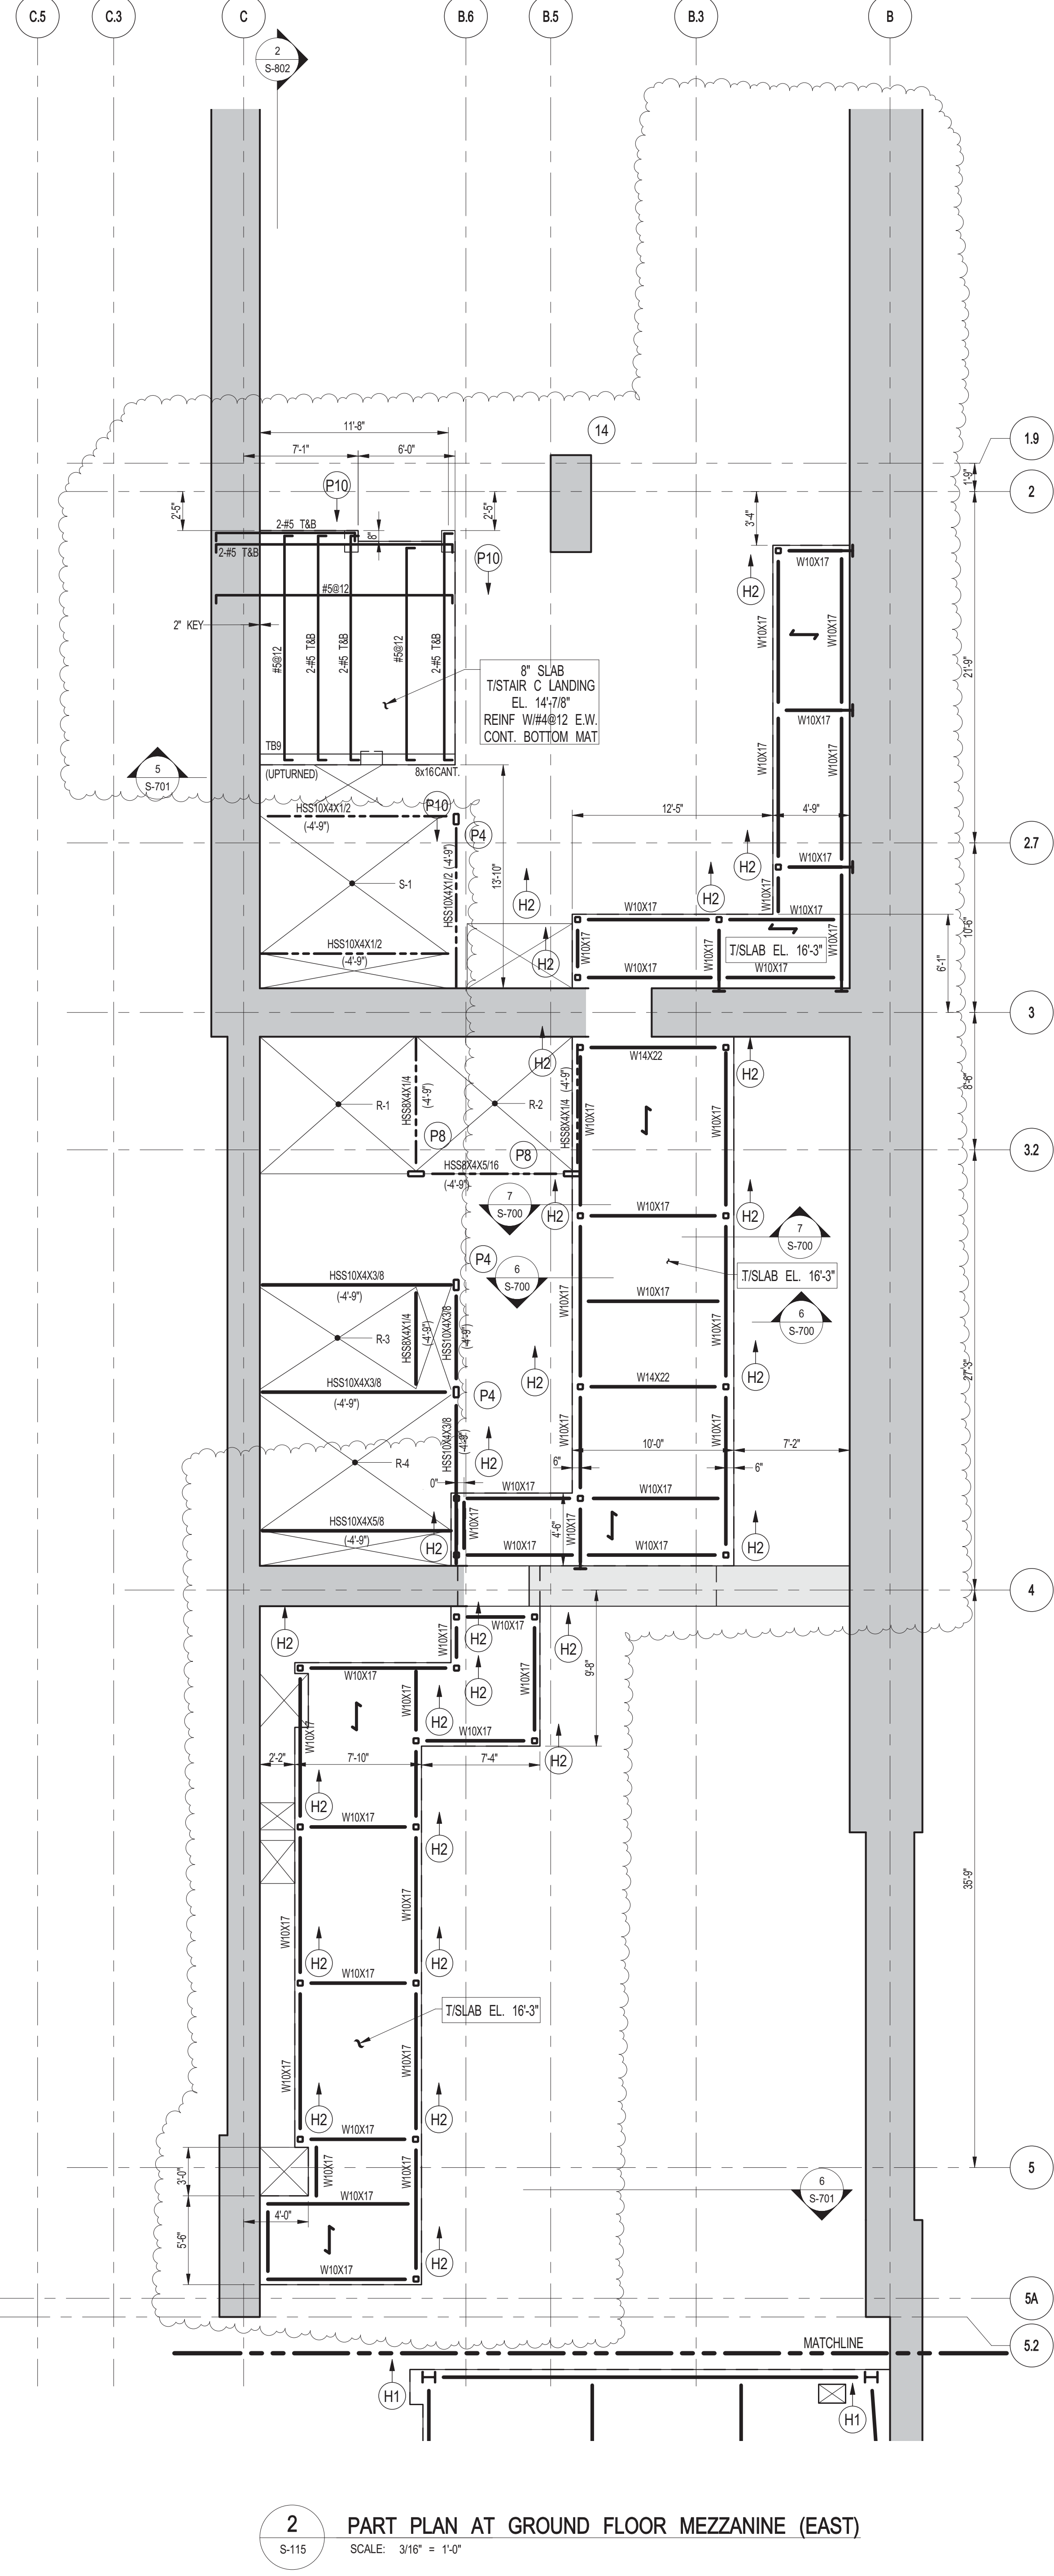 C.5
C.3
C
B.6
B.5
B.3
B
2
S-802
14
1.9
1'-9"
2
11'-8"
7'-1"
6'-0"
P10
2'-5"
2'-5"
3'-4"
2-#5 T&B
8"
2-#5 T&B
P10
W10X17
H2
#5@12
2" KEY
#5@12
2-#5 T&B
2-#5 T&B
#5@12
2-#5 T&B
W10X17
W10X17
21'-9"
8" SLAB
T/STAIR C LANDING
EL. 14'-7/8"
REINF W/#4@12 E.W.
CONT. BOTTOM MAT
W10X17
W10X17
W10X17
TB9
(UPTURNED)
8x16CANT.
5
S-701
HSS10X4X1/2
(-4'-9")
P10
P4
12'-5"
4'-9"
2.7
HSS10X4X1/2 (-4'-9")
13'-10"
H2
W10X17
S-1
H2
H2
W10X17
W10X17
W10X17
10'-6"
6'-1"
HSS10X4X1/2
(-4'-9")
H2
W10X17
W10X17
T/SLAB EL. 16'-3"
W10X17
W10X17
W10X17
3
H2
W14X22
H2
8'-6"
HSS8X4X1/4
(-4'-9")
HSS8X4X1/4 (-4'-9")
W10X17
W10X17
R-1
R-2
P8
P8
3.2
HSS8X4X5/16
(-4'-9")
7
S-700
H2
W10X17
H2
7
S-700
P4
6
S-700
T/SLAB EL. 16'-3"
HSS10X4X3/8
(-4'-9")
W10X17
W10X17
W10X17
6
S-700
HSS8X4X1/4
(-4'-9")
HSS10X4X3/8
(-4'-9")
R-3
H2
H2
27'-3"
W14X22
HSS10X4X3/8
(-4'-9")
P4
HSS10X4X3/8
(-4'-9")
H2
W10X17
W10X17
10'-0"
7'-2"
R-4
6"
6"
0"
W10X17
W10X17
HSS10X4X5/8
(-4'-9")
H2
W10X17
4'-6"
W10X17
H2
W10X17
W10X17
4
H2
W10X17
H2
W10X17
H2
9'-8"
W10X17
H2
W10X17
H2
W10X17
W10X17
H2
2'-2"
7'-10"
7'-4"
H2
W10X17
H2
35'-9"
W10X17
W10X17
H2
H2
W10X17
T/SLAB EL. 16'-3"
W10X17
W10X17
H2
H2
W10X17
3'-0"
W10X17
W10X17
5
6
S-701
W10X17
4'-0"
5'-6"
H2
W10X17
5A
5.2
MATCHLINE
H1
H1
2
S-115
PART PLAN AT GROUND FLOOR MEZZANINE (EAST)
SCALE: 3/16" = 1'-0"